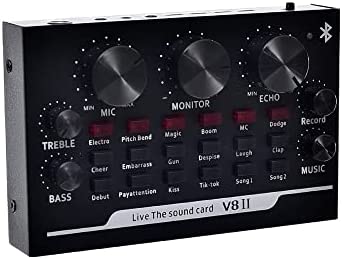 MIN MAX MIN
MIC MONITOR ECHO
TREBLE
Electro Pitch Bend Magic Boom MC Dodge
Record
Cheer Embarrass Gun Despise Laugh Clap
BASS
MUSIC
Debut Payattention Kiss Tik-tok Song1 Song2
Live The sound card V8 II